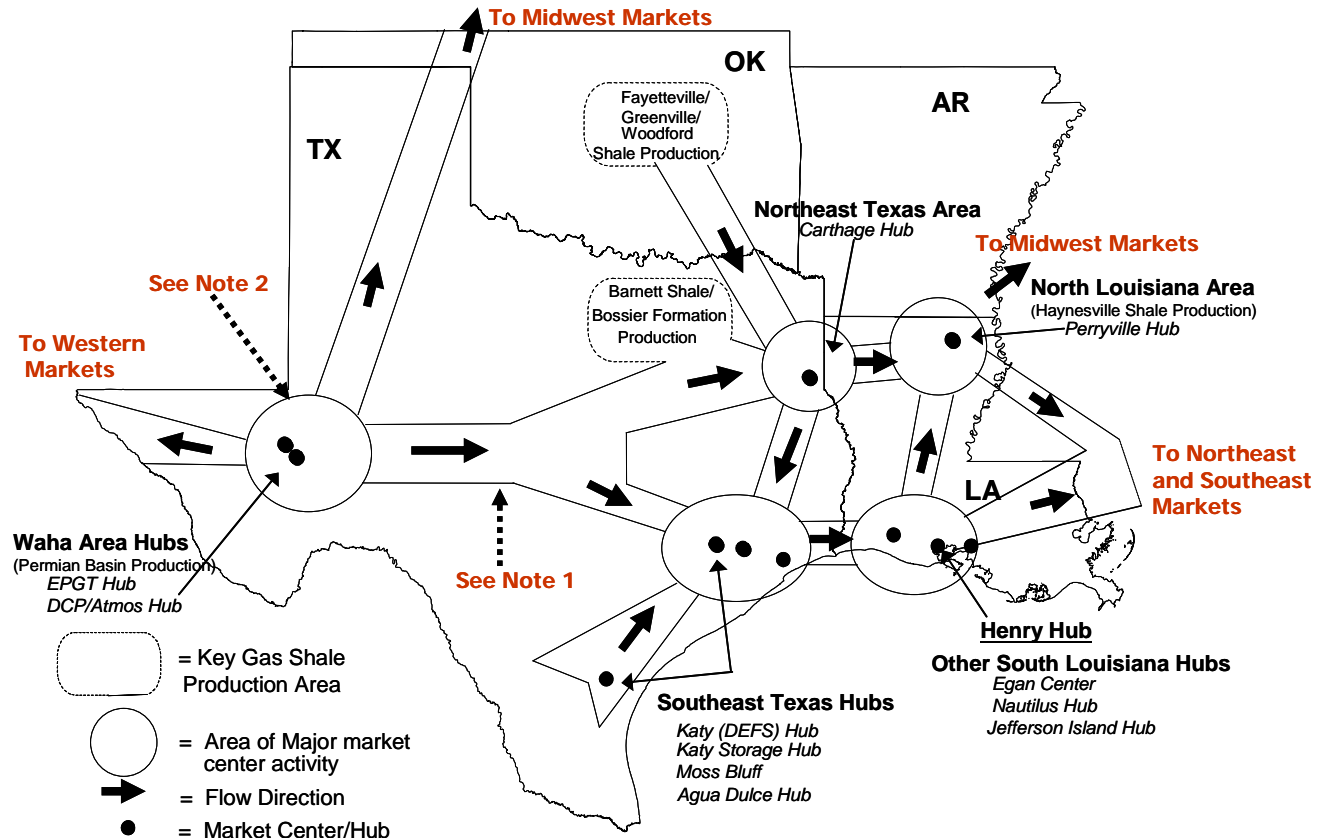 To Midwest Markets
OK
Fayetteville/
Greenville/
Woodford
Shale Production
AR
TX
Northeast Texas Area
Carthage Hub
To Midwest Markets
See Note 2
Barnett Shale/
Bossier Formation
Production
North Louisiana Area
(Haynesville Shale Production)
Perryville Hub
To Western
Markets
To Northeast
and Southeast
Markets
LA
Waha Area Hubs
(Permian Basin Production)
EPGT Hub
DCP/Atmos Hub
See Note 1
Henry Hub
Other South Louisiana Hubs
Egan Center
Nautilus Hub
Jefferson Island Hub
Southeast Texas Hubs
Katy (DEFS) Hub
Katy Storage Hub
Moss Bluff
Agua Dulce Hub
= Key Gas Shale
Production Area
= Area of Major market
center activity
= Flow Direction
= Market Center/Hub